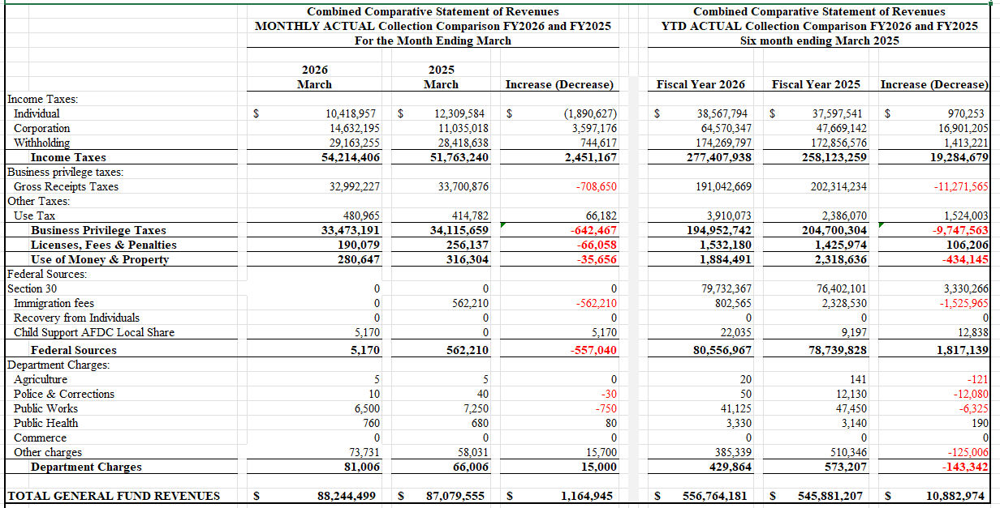 Combined Comparative Statement of Revenues Combined Comparative Statement of Revenues
MONTHLY ACTUAL Collection Comparison FY2026 and FY2025 YTD ACTUAL Collection Comparison FY2026 and FY2025
For the Month Ending March Six month ending March 2025
2026 2025
March March Increase (Decrease) Fiscal Year 2026 Fiscal Year 2025 Increase (Decrease)
Income Taxes:
Individual $ 10,418,957 $ 12,309,584 $ (1,890,627) $ 38,567,794 $ 37,597,541 $ 970,253
Corporation 14,632,195 11,035,018 3,597,176 64,570,347 47,669,142 16,901,205
Withholding 29,163,255 28,418,638 744,617 174,269,797 172,856,576 1,413,221
Income Taxes 54,214,406 51,763,240 2,451,167 277,407,938 258,123,259 19,284,679
Business privilege taxes:
Gross Receipts Taxes 32,992,227 33,700,876 -708,650 191,042,669 202,314,234 -11,271,565
Other Taxes:
Use Tax 480,965 414,782 66,182 3,910,073 2,386,070 1,524,003
Business Privilege Taxes 33,473,191 34,115,659 -642,467 194,952,742 204,700,304 -9,747,563
Licenses, Fees & Penalties 190,079 256,137 -66,058 1,532,180 1,425,974 106,206
Use of Money & Property 280,647 316,304 -35,656 1,884,491 2,318,636 -434,145
Federal Sources:
Section 30 0 0 0 79,732,367 76,402,101 3,330,266
Immigration fees 0 562,210 -562,210 802,565 2,328,530 -1,525,965
Recovery from Individuals 0 0 0 0 0 0
Child Support AFDC Local Share 5,170 0 5,170 22,035 9,197 12,838
Federal Sources 5,170 562,210 -557,040 80,556,967 78,739,828 1,817,139
Department Charges:
Agriculture 5 5 0 20 141 -121
Police & Corrections 10 40 -30 50 12,130 -12,080
Public Works 6,500 7,250 -750 41,125 47,450 -6,325
Public Health 760 680 80 3,330 3,140 190
Commerce 0 0 0 0 0 0
Other charges 73,731 58,031 15,700 385,339 510,346 -125,006
Department Charges 81,006 66,006 15,000 429,864 573,207 -143,342
TOTAL GENERAL FUND REVENUES $ 88,244,499 $ 87,079,555 $ 1,164,945 $ 556,764,181 $ 545,881,207 $ 10,882,974